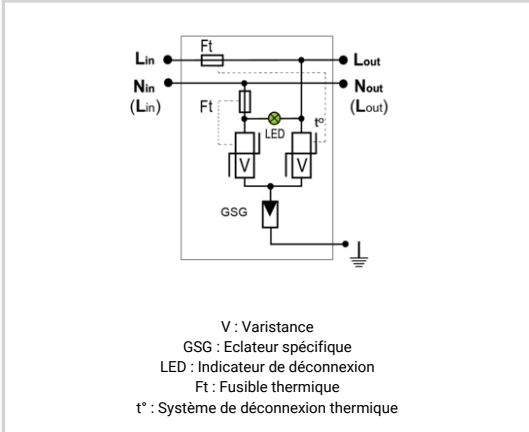 Ft
Lin Lout
Nin Nout
(Lin) Ft (Lout)
LED t°
V V
GSG
V : Varistance
GSG : Eclateur spécifique
LED : Indicateur de déconnexion
Ft : Fusible thermique
t° : Système de déconnexion thermique